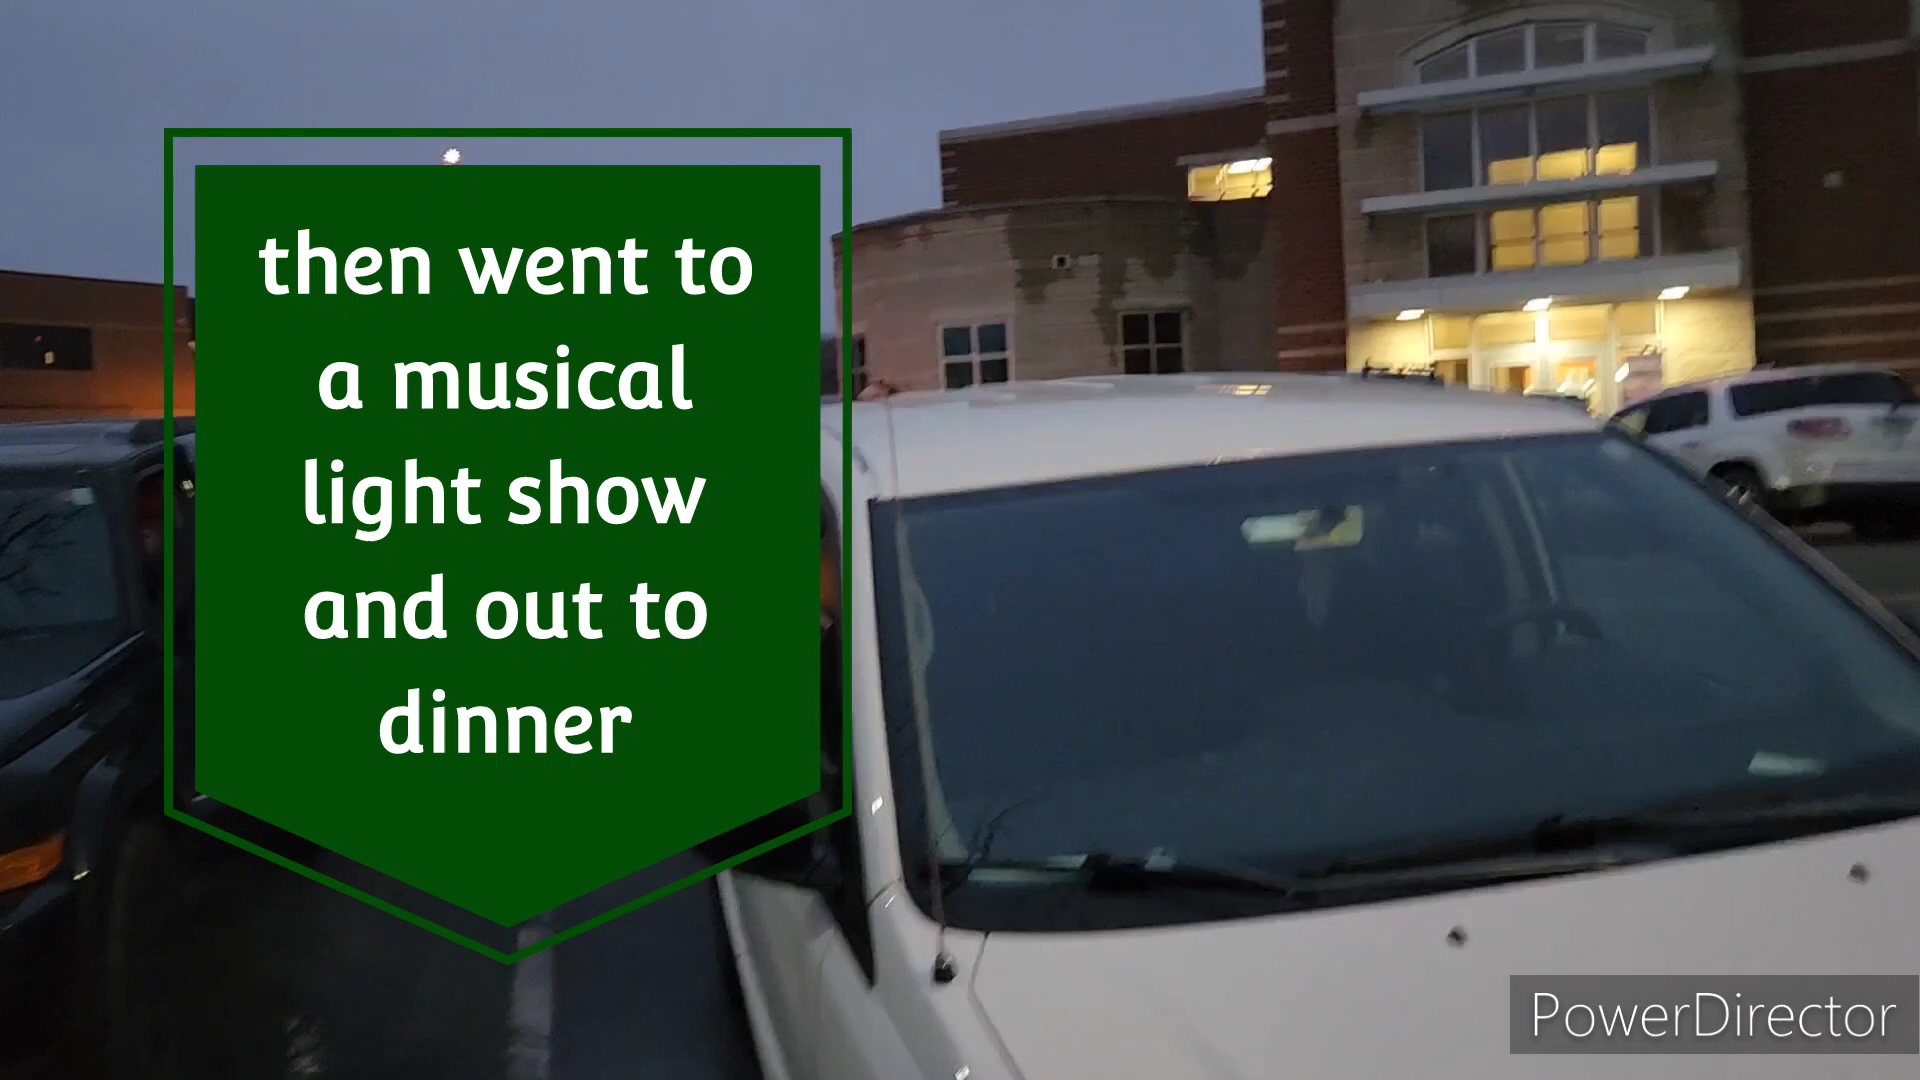 then went to
a musical
light show
and out to
dinner
PowerDirector